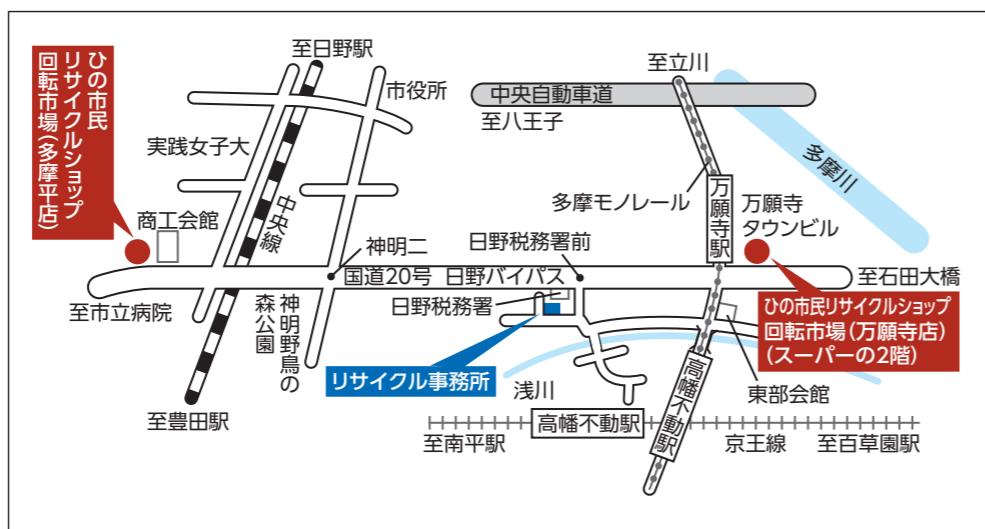 ひの市民
リサイクルショップ
回転市場(多摩平店)
至日野駅
市役所
実践女子大
商工会館
中央線
神明二
至市立病院
神明野鳥の
森公園
至豊田駅
至立川
中央自動車道
至八王子
多摩川
多摩モノレール
万願寺駅
万願寺
タウンビル
日野税務署前
国道20号 日野バイパス
至石田大橋
日野税務署
リサイクル事務所
ひの市民リサイクルショップ
回転市場(万願寺店)
(スーパーの2階)
浅川
東部会館
高幡不動駅
高幡不動駅
至南平駅
京王線
至百草園駅